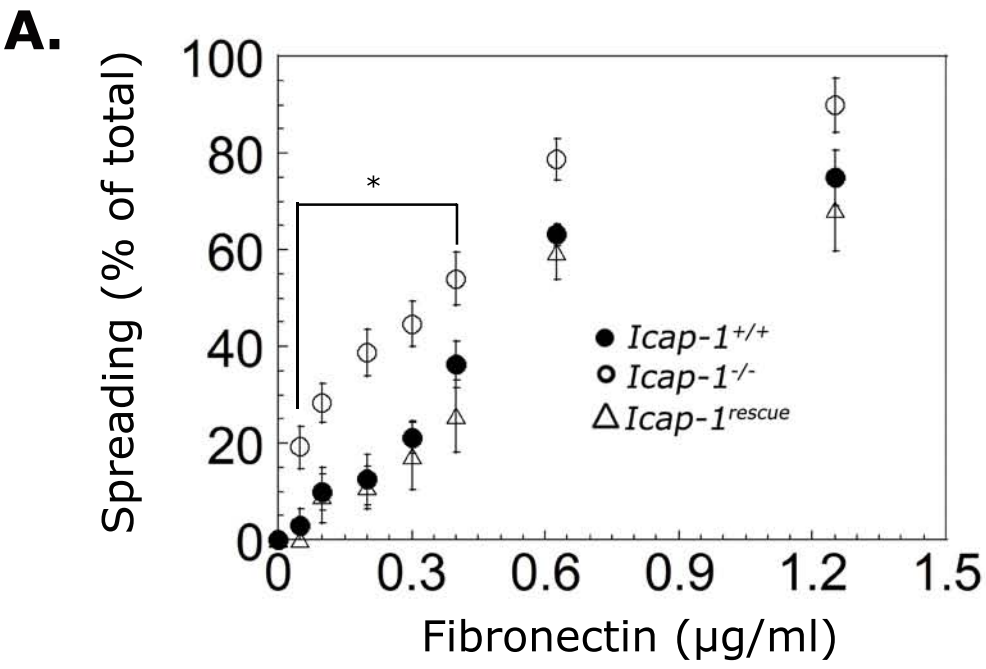 A.
Spreading (% of total)
100
80
60
40
20
0
*
Icap-1+/+
Icap-1-/-
Icap-1rescue
0 0.3 0.6 0.9 1.2 1.5
Fibronectin (µg/ml)